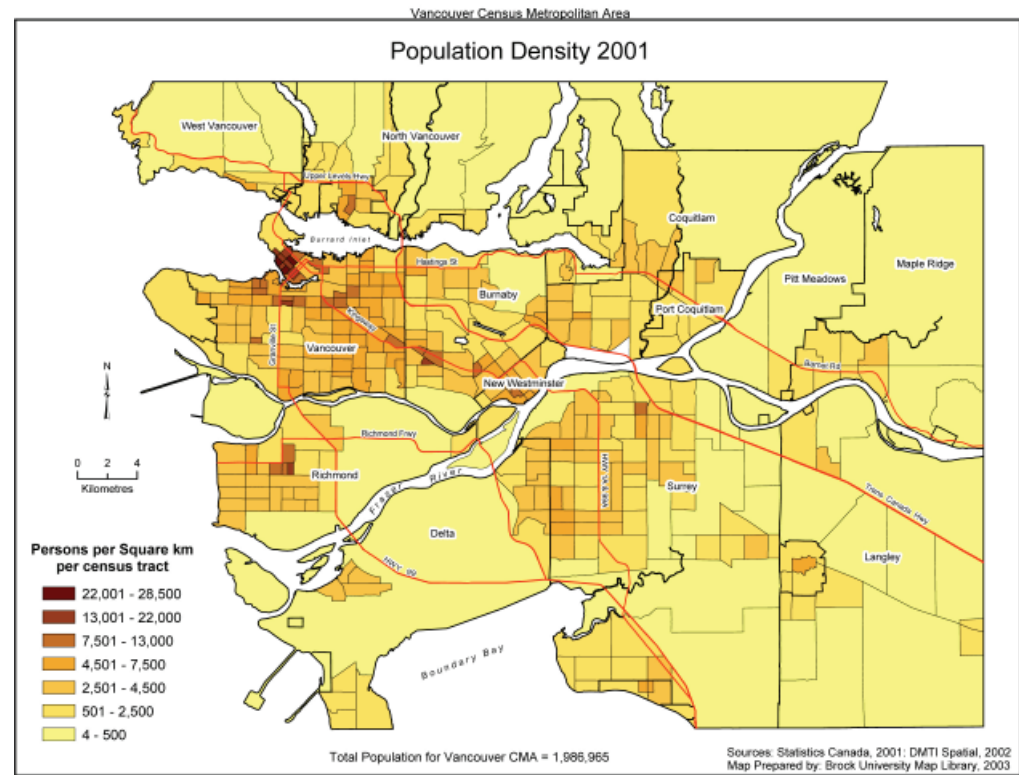 Vancouver Census Metropolitan Area
Population Density 2001
West Vancouver
North Vancouver
Upper Levels Hwy
Coquitlam
Burrard Inlet
Hastings St
Maple Ridge
Pitt Meadows
Burnaby
Port Coquitlam
Kingsway
Granville St
Vancouver
Barnet Rd
N
New Westminster
Richmond Frwy
0 2 4
Kilometres
Richmond
Fraser River
Surrey
Trans Canada Hwy
Delta
Langley
HWY 99
Boundary Bay
Persons per Square km
per census tract
22,001 - 28,500
13,001 - 22,000
7,501 - 13,000
4,501 - 7,500
2,501 - 4,500
501 - 2,500
4 - 500
Total Population for Vancouver CMA = 1,986,965
Sources: Statistics Canada, 2001; DMTI Spatial, 2002
Map Prepared by: Brock University Map Library, 2003